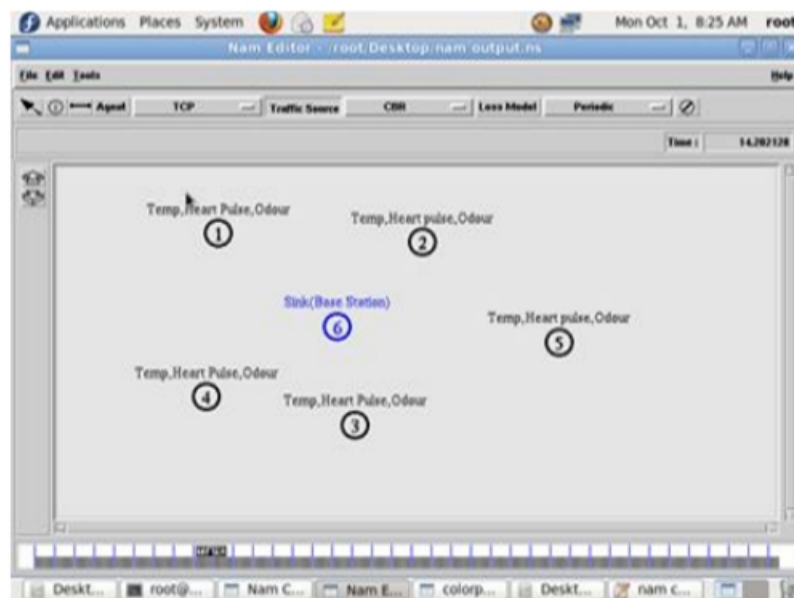 Applications Places System Mon Oct 1, 8:25 AM root
Nam Editor - /root/Desktop/nam output.ns
File Edit Tools Help
Agent TCP Traffic Source CBR Loss Model Periodic
Time : 14.202128
Temp,Heart Pulse,Odour
1
Temp,Heart pulse,Odour
2
Sink(Base Station)
6
Temp,Heart pulse,Odour
5
Temp,Heart Pulse,Odour
4
Temp,Heart Pulse,Odour
3
Deskt... root@... Nam C... Nam E... colorp... Deskt... nam c...